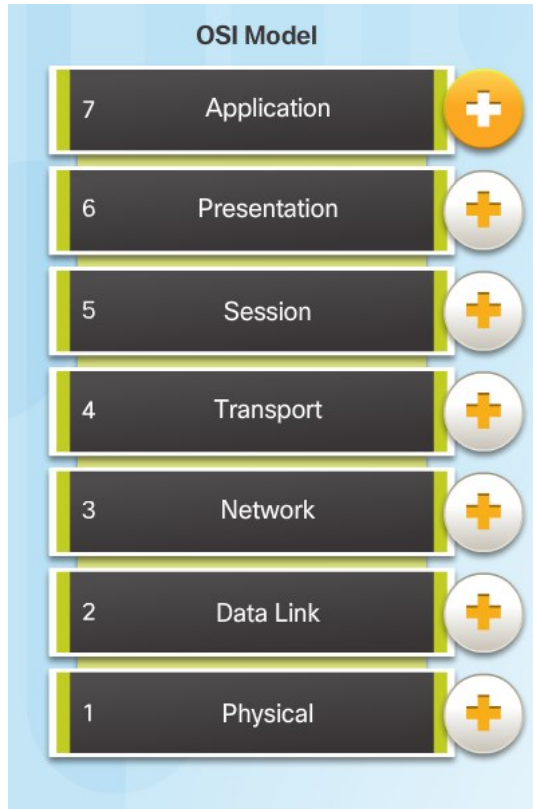 OSI Model
7 Application
6 Presentation
5 Session
4 Transport
3 Network
2 Data Link
1 Physical